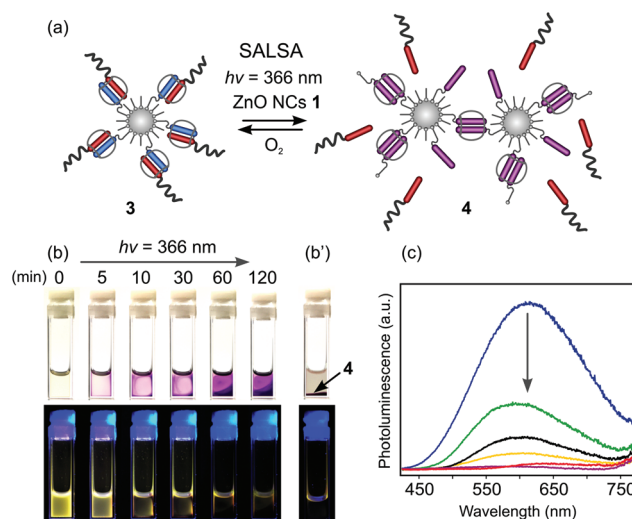 (a)
SALSA
hν = 366 nm
ZnO NCs 1
O₂
3
4
(b)
hν = 366 nm
(b')
(c)
(min) 0 5 10 30 60 120
4
Photoluminescence (a.u.)
450 550 650 750
Wavelength (nm)